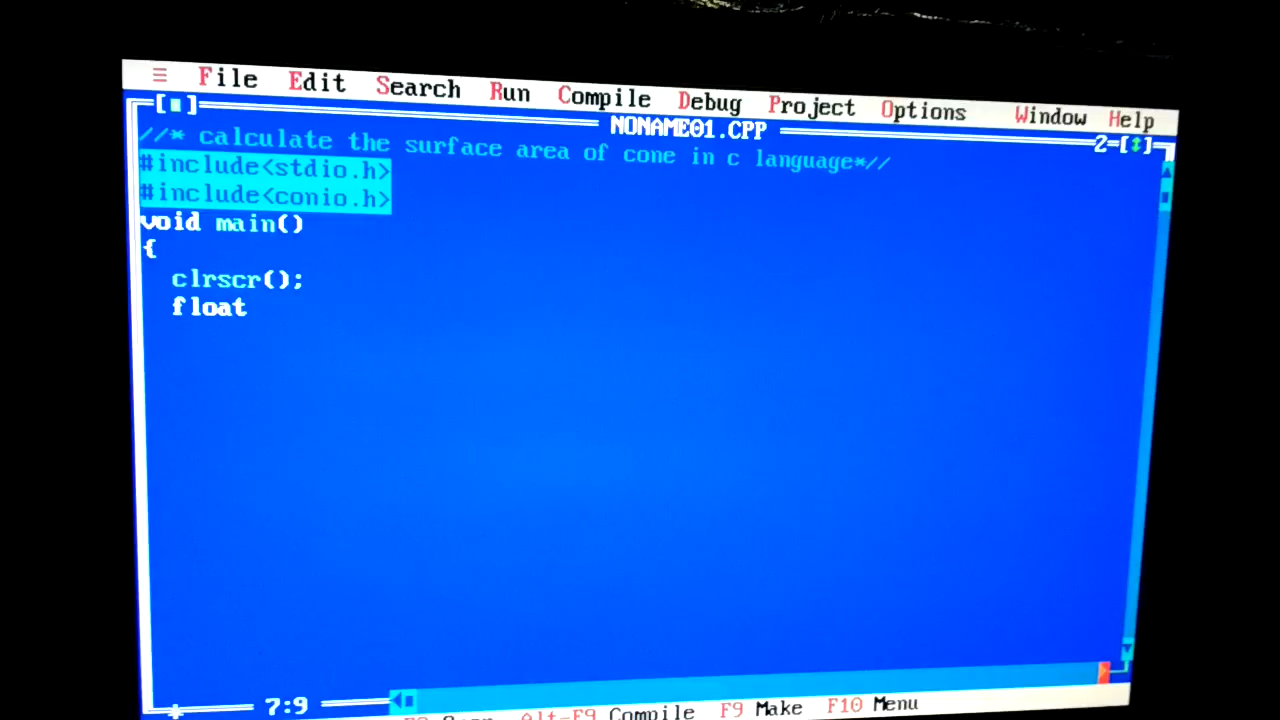 ≡ File Edit Search Run Compile Debug Project Options Window Help
[■] NONAME01.CPP 2=[↕]
//* calculate the surface area of cone in c language*//
#include<stdio.h>
#include<conio.h>
void main()
{
clrscr();
float
7:9
Alt-F9 Compile F9 Make F10 Menu